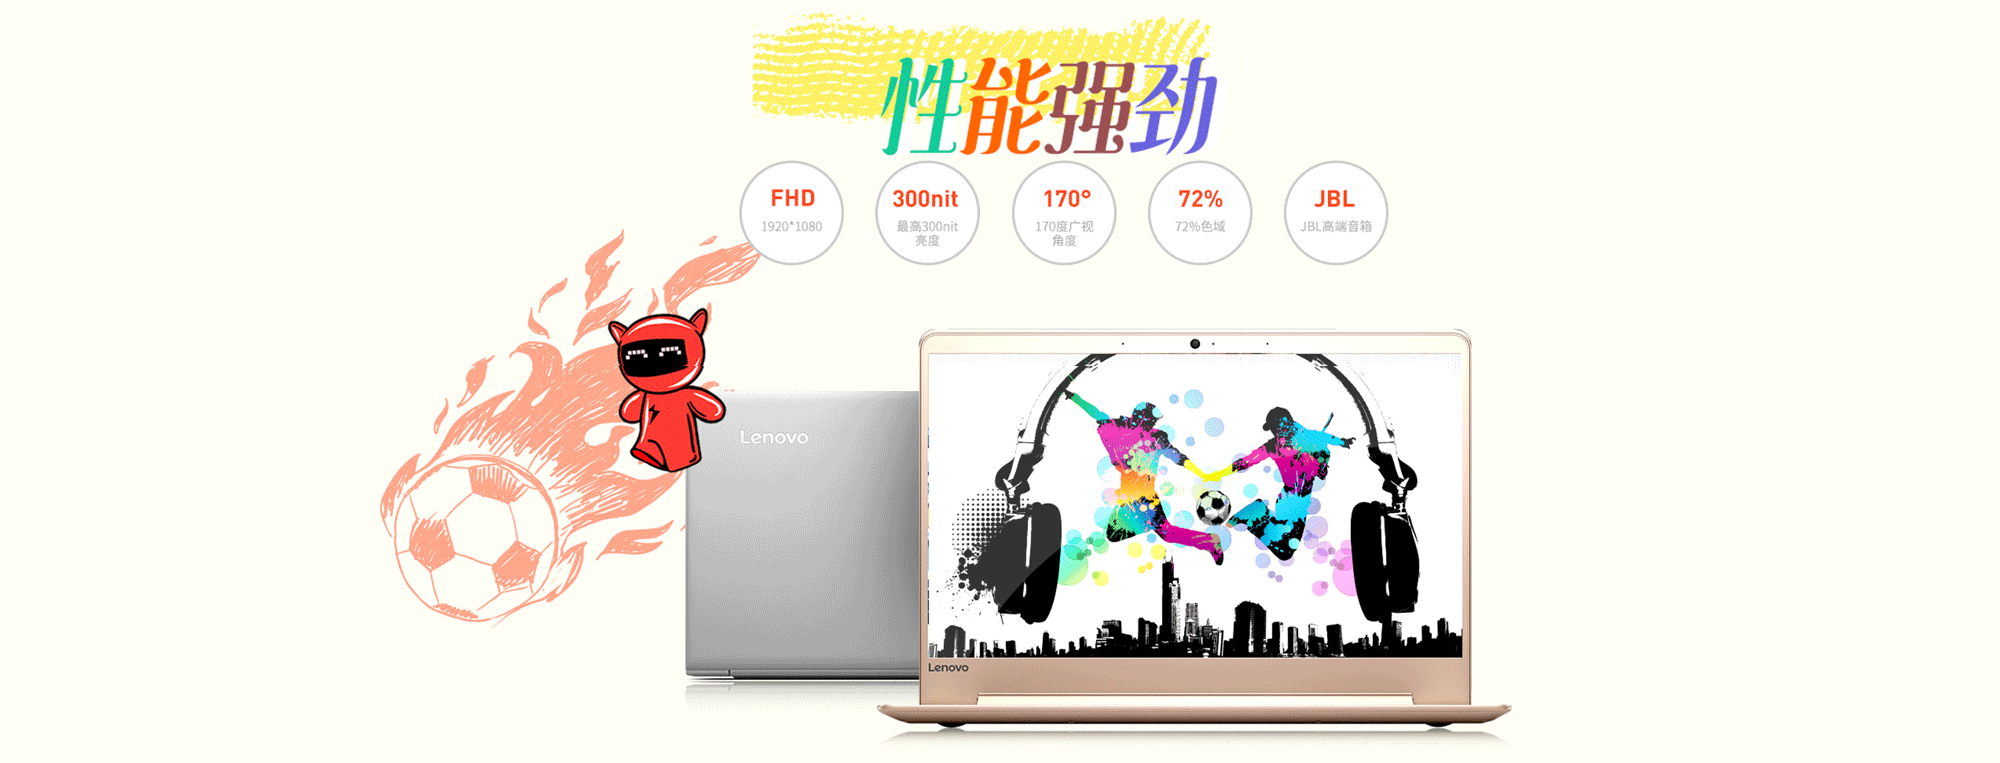 性能强劲
FHD
1920*1080
300nit
最高300nit
亮度
170°
170度广视
角度
72%
72%色域
JBL
JBL高端音箱
Lenovo
Lenovo